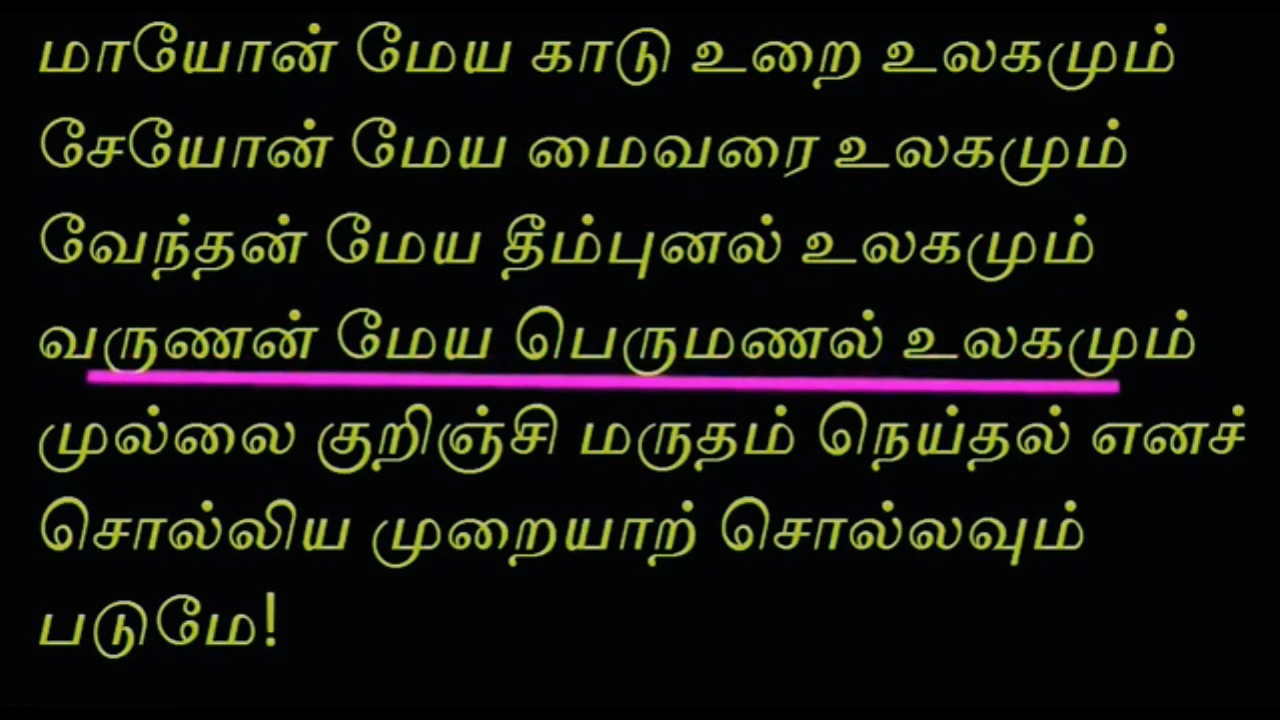 மாயோன் மேய காடு உறை உலகமும்
சேயோன் மேய மைவரை உலகமும்
வேந்தன் மேய தீம்புனல் உலகமும்
வருணன் மேய பெருமணல் உலகமும்
முல்லை குறிஞ்சி மருதம் நெய்தல் எனச்
சொல்லிய முறையாற் சொல்லவும்
படுமே!